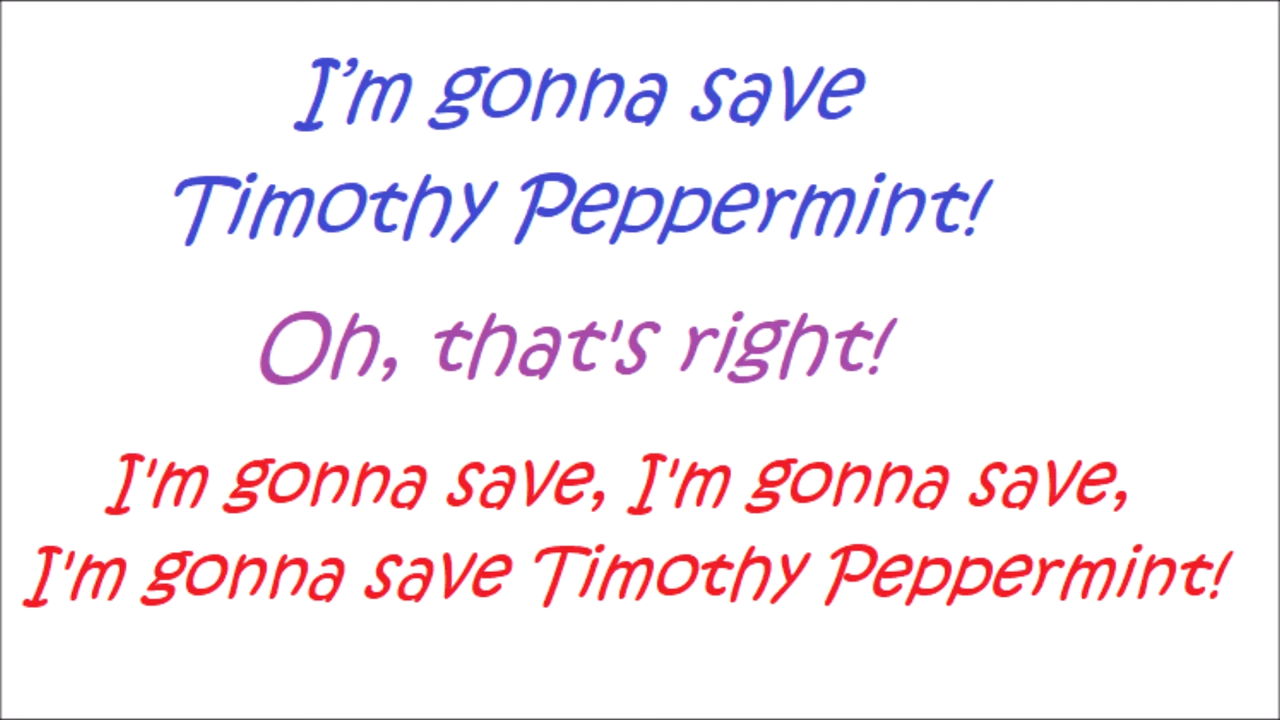 I’m gonna save
Timothy Peppermint!
Oh, that's right!
I'm gonna save, I'm gonna save,
I'm gonna save Timothy Peppermint!